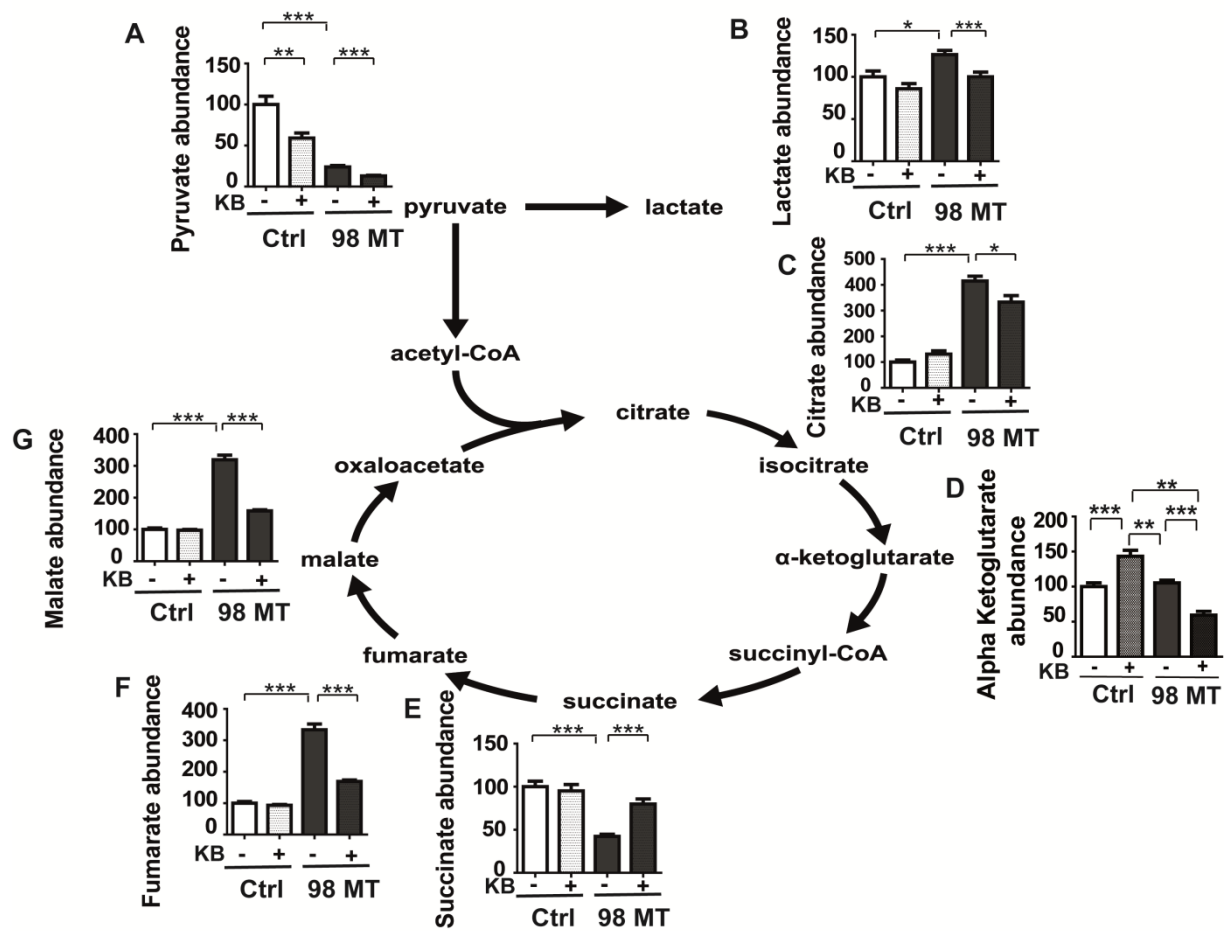 A
Pyruvate abundance
***
** ***
150
100
50
0
KB - + - +
Ctrl 98 MT
B
Lactate abundance
* ***
150
100
50
0
KB - + - +
Ctrl 98 MT
pyruvate lactate
C
Citrate abundance
*** *
500
400
300
200
100
0
KB - + - +
Ctrl 98 MT
acetyl-CoA
citrate
oxaloacetate
isocitrate
G
Malate abundance
*** ***
400
300
200
100
0
KB - + - +
Ctrl 98 MT
malate
α-ketoglutarate
D
Alpha Ketoglutarate
abundance
**
*** ** ***
200
150
100
50
0
KB - + - +
Ctrl 98 MT
fumarate
succinyl-CoA
succinate
F
Fumarate abundance
*** ***
400
300
200
100
0
KB - + - +
Ctrl 98 MT
E
Succinate abundance
*** ***
150
100
50
0
KB - + - +
Ctrl 98 MT